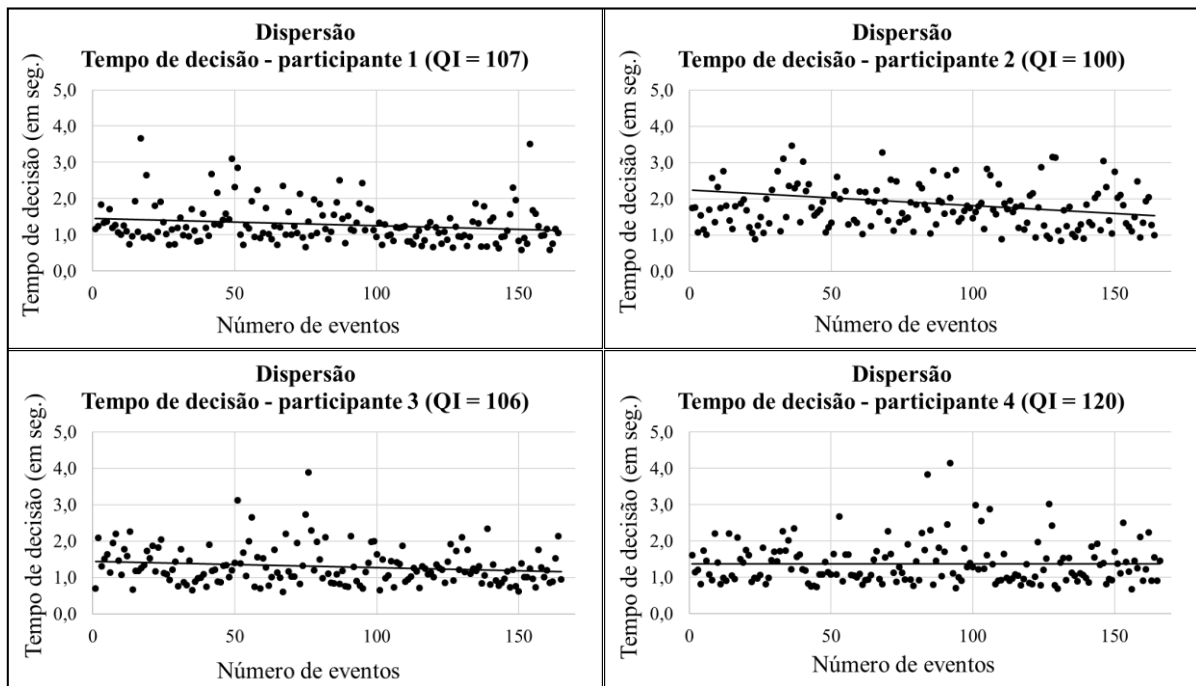 Dispersão
Tempo de decisão - participante 1 (QI = 107)
Tempo de decisão (em seg.)
5,0
4,0
3,0
2,0
1,0
0,0
0 50 100 150
Número de eventos
Dispersão
Tempo de decisão - participante 2 (QI = 100)
Tempo de decisão (em seg.)
5,0
4,0
3,0
2,0
1,0
0,0
0 50 100 150
Número de eventos
Dispersão
Tempo de decisão - participante 3 (QI = 106)
Tempo de decisão (em seg.)
5,0
4,0
3,0
2,0
1,0
0,0
0 50 100 150
Número de eventos
Dispersão
Tempo de decisão - participante 4 (QI = 120)
Tempo de decisão (em seg.)
5,0
4,0
3,0
2,0
1,0
0,0
0 50 100 150
Número de eventos